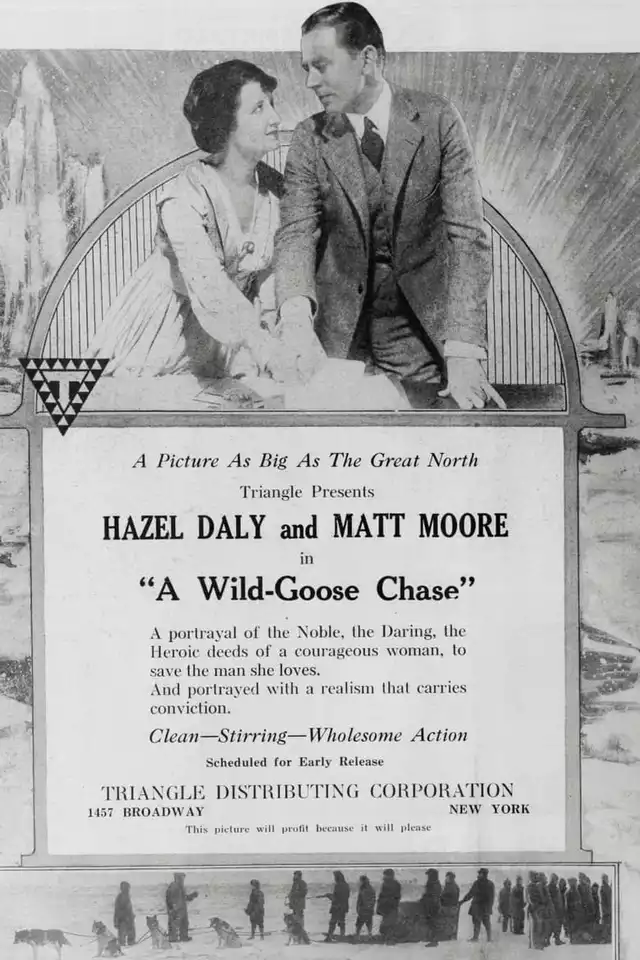 T
A Picture As Big As The Great North
Triangle Presents
HAZEL DALY and MATT MOORE
in
"A Wild-Goose Chase"
A portrayal of the Noble, the Daring, the
Heroic deeds of a courageous woman, to
save the man she loves.
And portrayed with a realism that carries
conviction.
Clean—Stirring—Wholesome Action
Scheduled for Early Release
TRIANGLE DISTRIBUTING CORPORATION
1457 BROADWAY NEW YORK
This picture will profit because it will please